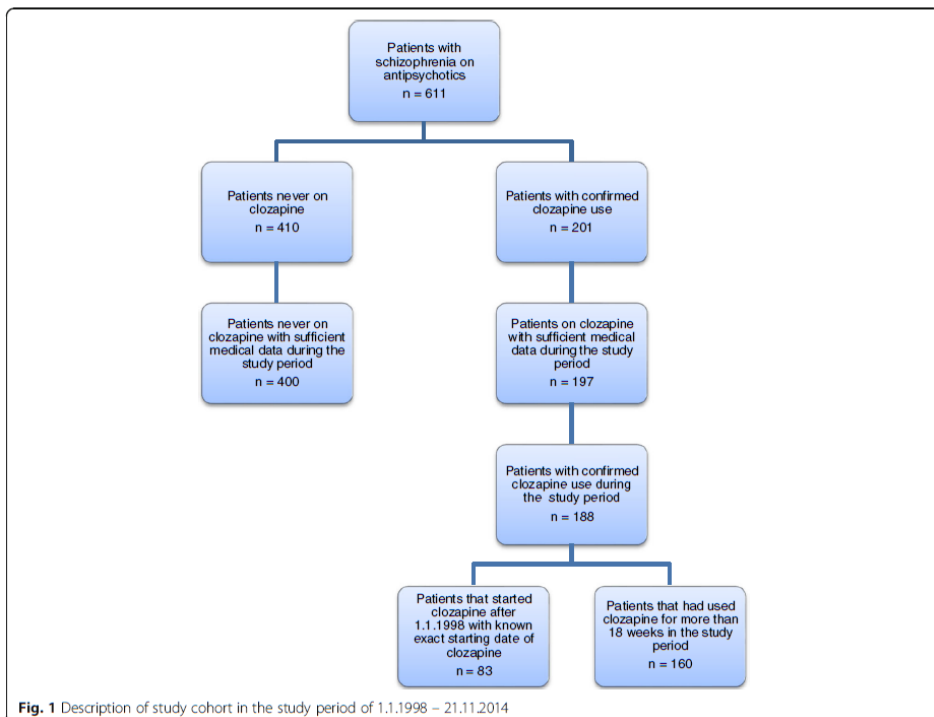 Patients with
schizophrenia on
antipsychotics
n = 611
Patients never on
clozapine
n = 410
Patients with confirmed
clozapine use
n = 201
Patients never on
clozapine with sufficient
medical data during the
study period
n = 400
Patients on clozapine
with sufficient medical
data during the study
period
n = 197
Patients with confirmed
clozapine use during
the study period
n = 188
Patients that started
clozapine after
1.1.1998 with known
exact starting date of
clozapine
n = 83
Patients that had used
clozapine for more than
18 weeks in the study
period
n = 160
Fig. 1 Description of study cohort in the study period of 1.1.1998 – 21.11.2014